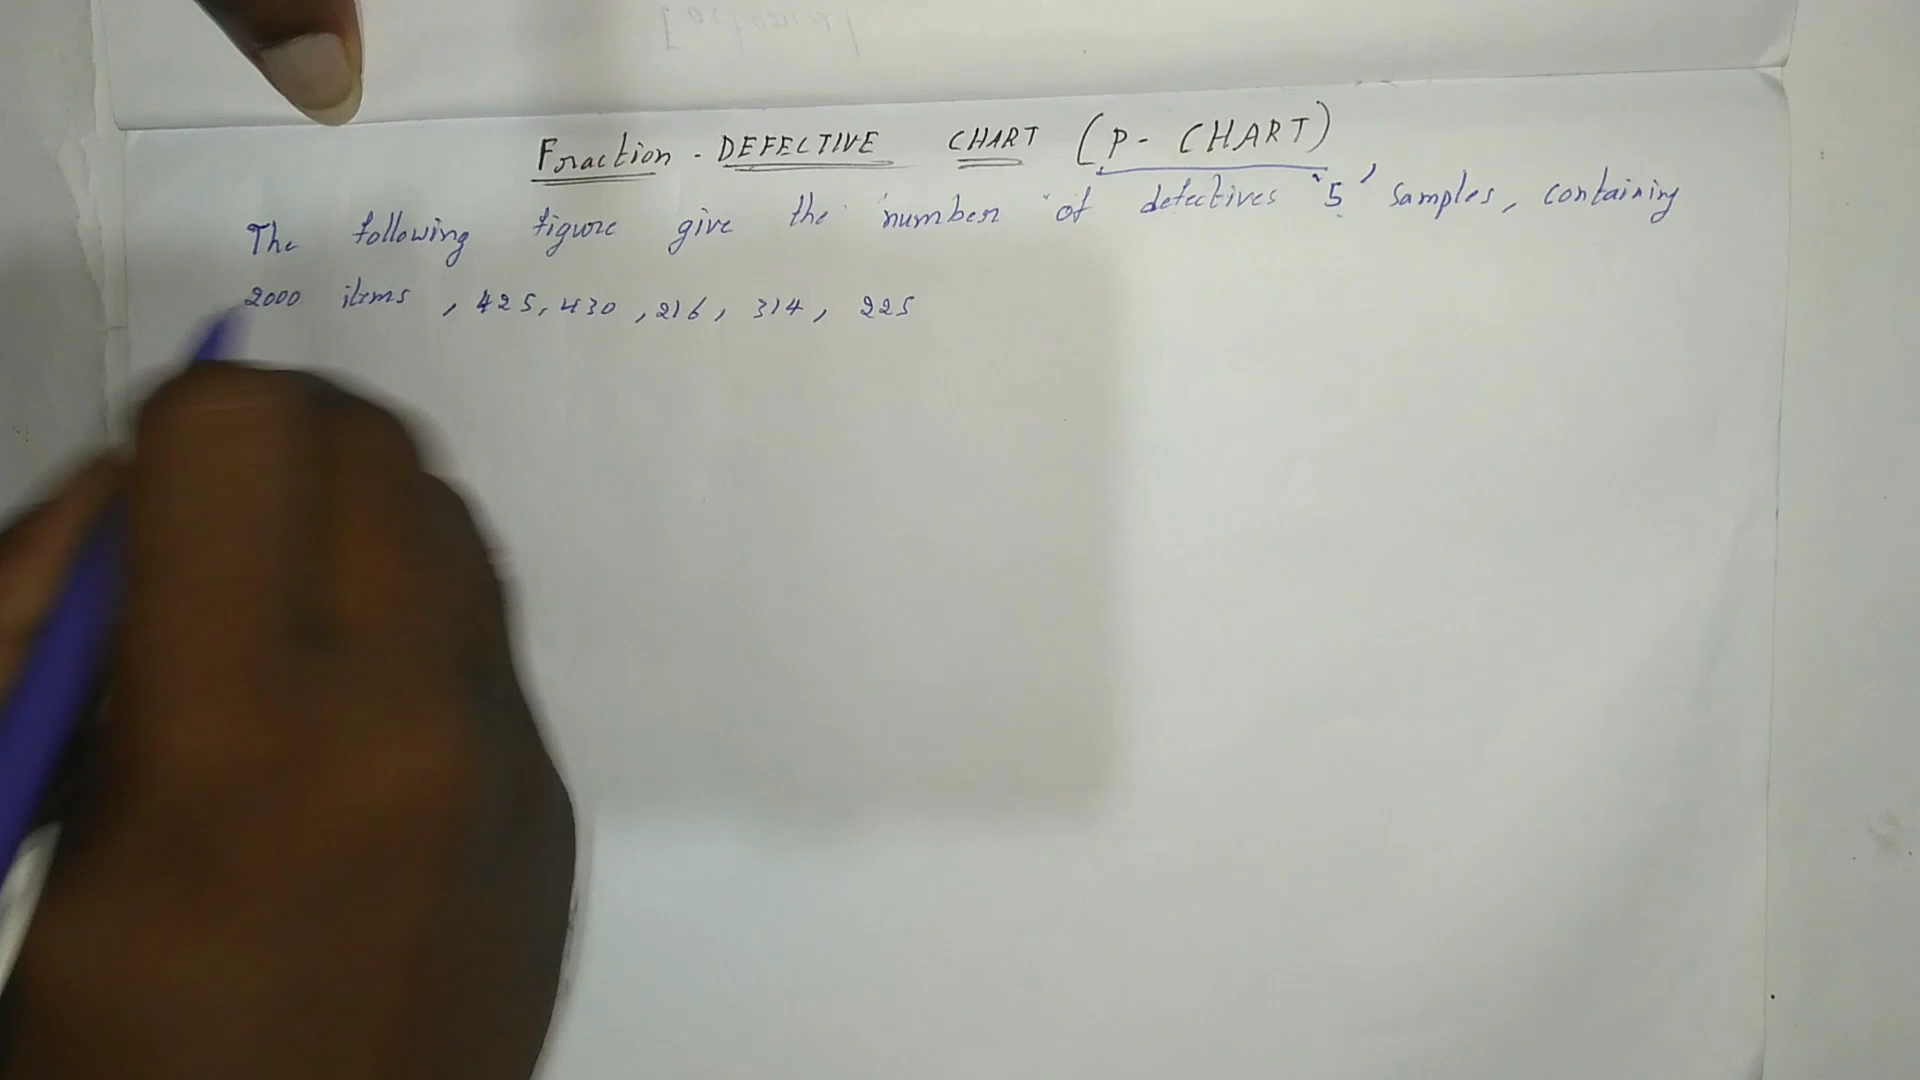 Fraction - DEFECTIVE CHART (P - CHART)
The following figure give the number of defectives '5' samples, containing
2000 items, 425, 430, 216, 314, 225